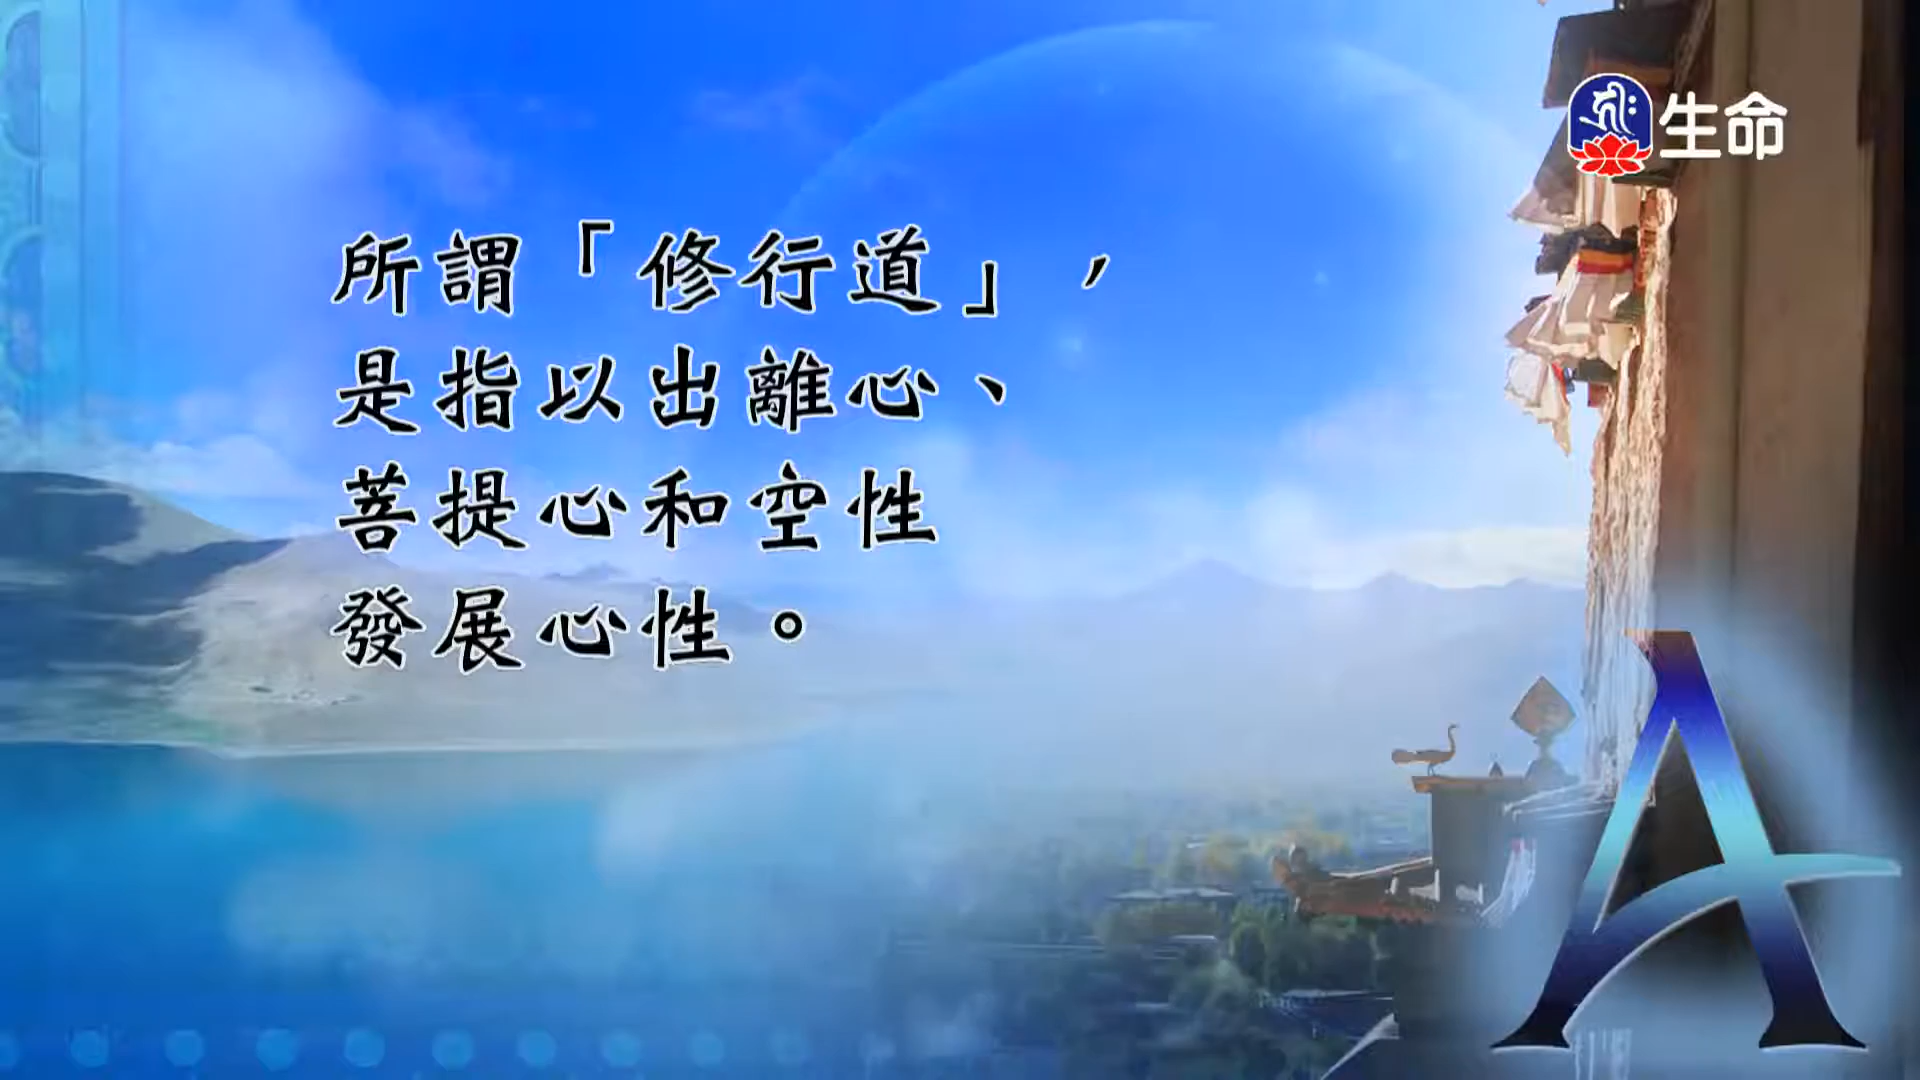 所謂「修行道」，
是指以出離心、
菩提心和空性
發展心性。
生命
A